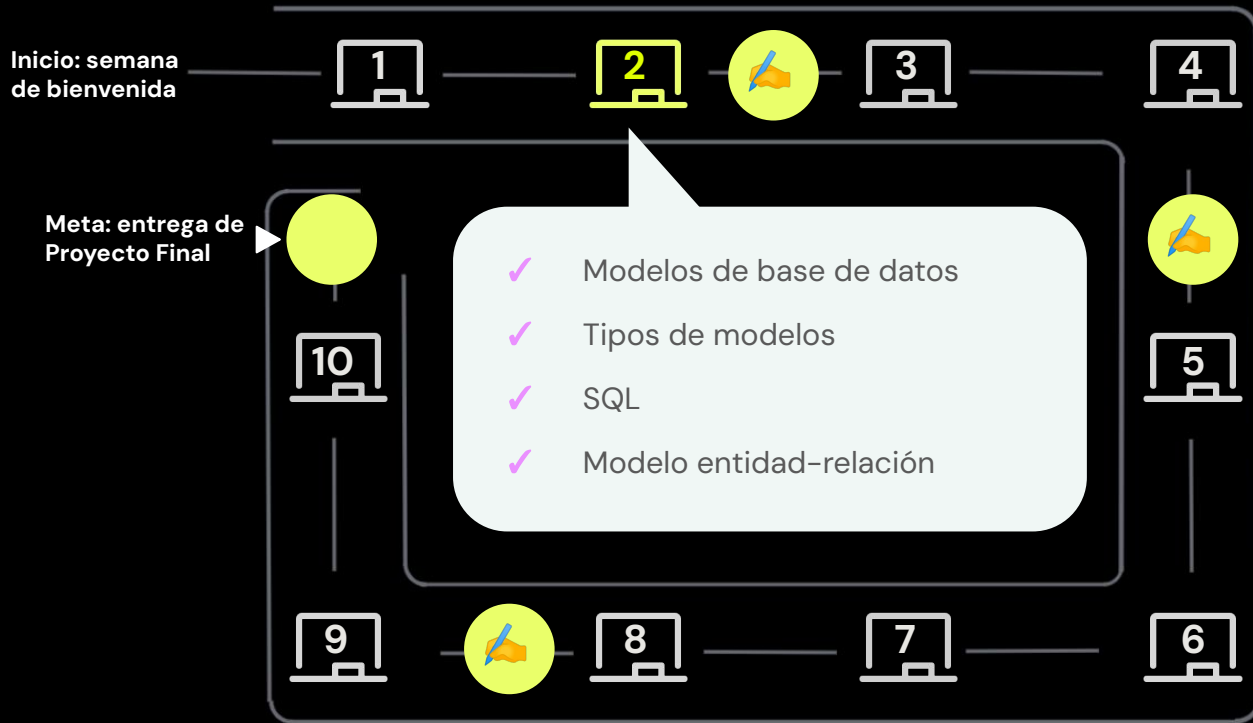 Inicio: semana
de bienvenida
1
2
3
4
Meta: entrega de
Proyecto Final
✓ Modelos de base de datos
✓ Tipos de modelos
✓ SQL
✓ Modelo entidad-relación
10
5
9
8
7
6